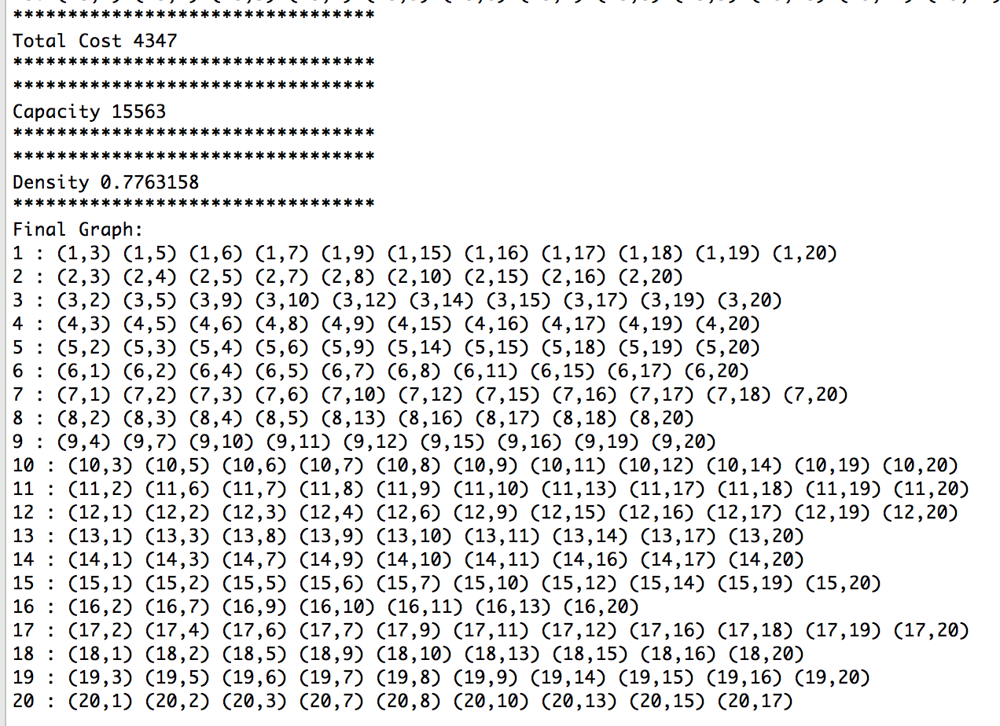 *********************************
Total Cost 4347
*********************************
*********************************
Capacity 15563
*********************************
*********************************
Density 0.7763158
*********************************
Final Graph:
1 : (1,3) (1,5) (1,6) (1,7) (1,9) (1,15) (1,16) (1,17) (1,18) (1,19) (1,20)
2 : (2,3) (2,4) (2,5) (2,7) (2,8) (2,10) (2,15) (2,16) (2,20)
3 : (3,2) (3,5) (3,9) (3,10) (3,12) (3,14) (3,15) (3,17) (3,19) (3,20)
4 : (4,3) (4,5) (4,6) (4,8) (4,9) (4,15) (4,16) (4,17) (4,19) (4,20)
5 : (5,2) (5,3) (5,4) (5,6) (5,9) (5,14) (5,15) (5,18) (5,19) (5,20)
6 : (6,1) (6,2) (6,4) (6,5) (6,7) (6,8) (6,11) (6,15) (6,17) (6,20)
7 : (7,1) (7,2) (7,3) (7,6) (7,10) (7,12) (7,15) (7,16) (7,17) (7,18) (7,20)
8 : (8,2) (8,3) (8,4) (8,5) (8,13) (8,16) (8,17) (8,18) (8,20)
9 : (9,4) (9,7) (9,10) (9,11) (9,12) (9,15) (9,16) (9,19) (9,20)
10 : (10,3) (10,5) (10,6) (10,7) (10,8) (10,9) (10,11) (10,12) (10,14) (10,19) (10,20)
11 : (11,2) (11,6) (11,7) (11,8) (11,9) (11,10) (11,13) (11,17) (11,18) (11,19) (11,20)
12 : (12,1) (12,2) (12,3) (12,4) (12,6) (12,9) (12,15) (12,16) (12,17) (12,19) (12,20)
13 : (13,1) (13,3) (13,8) (13,9) (13,10) (13,11) (13,14) (13,17) (13,20)
14 : (14,1) (14,3) (14,7) (14,9) (14,10) (14,11) (14,16) (14,17) (14,20)
15 : (15,1) (15,2) (15,5) (15,6) (15,7) (15,10) (15,12) (15,14) (15,19) (15,20)
16 : (16,2) (16,7) (16,9) (16,10) (16,11) (16,13) (16,20)
17 : (17,2) (17,4) (17,6) (17,7) (17,9) (17,11) (17,12) (17,16) (17,18) (17,19) (17,20)
18 : (18,1) (18,2) (18,5) (18,9) (18,10) (18,13) (18,15) (18,16) (18,20)
19 : (19,3) (19,5) (19,6) (19,7) (19,8) (19,9) (19,14) (19,15) (19,16) (19,20)
20 : (20,1) (20,2) (20,3) (20,7) (20,8) (20,10) (20,13) (20,15) (20,17)